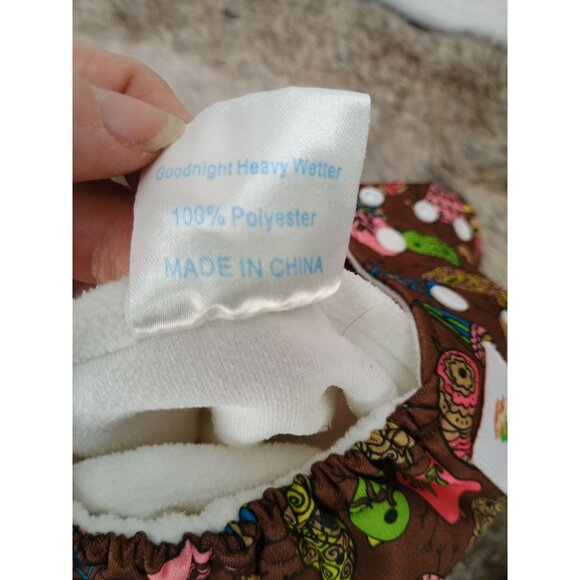 Goodnight Heavy Wetter
100% Polyester
MADE IN CHINA